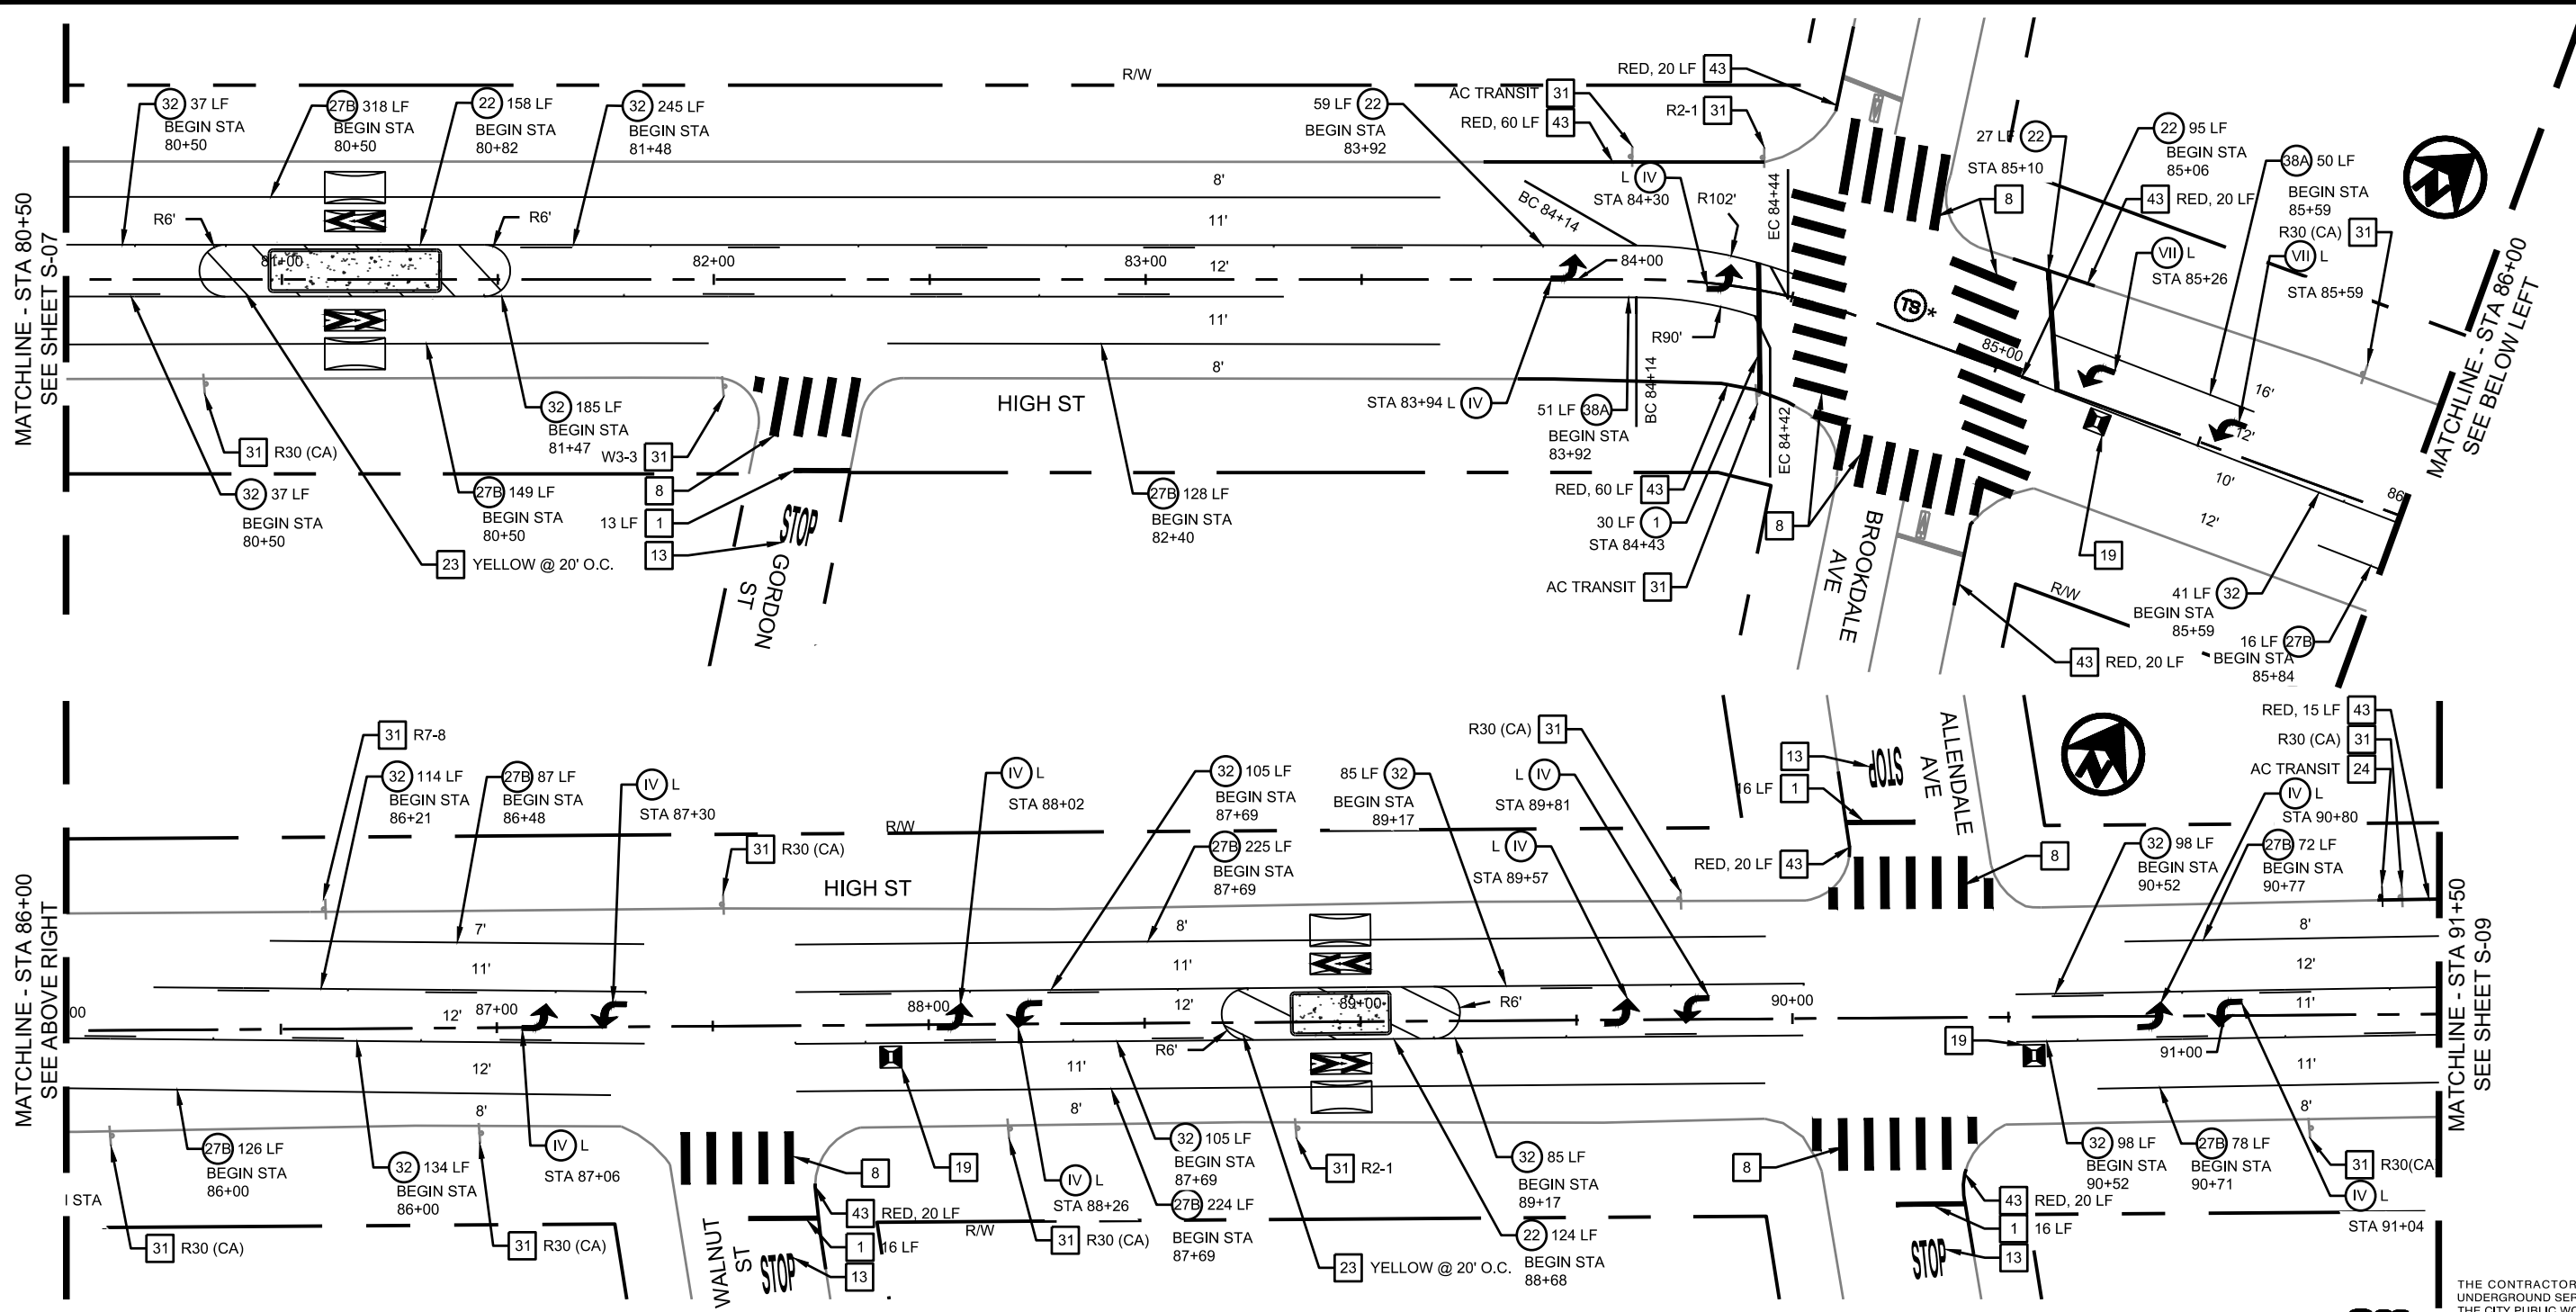 MATCHLINE - STA 80+50
SEE SHEET S-07
32 37 LF
BEGIN STA
80+50
27B 318 LF
BEGIN STA
80+50
22 158 LF
BEGIN STA
80+82
32 245 LF
BEGIN STA
81+48
R/W
59 LF 22
BEGIN STA
83+92
AC TRANSIT 31
RED, 60 LF 43
RED, 20 LF 43
R2-1 31
L IV
STA 84+30
R102'
BC 84+14
EC 84+44
27 LF 22
STA 85+10
8
22 95 LF
BEGIN STA
85+06
43 RED, 20 LF
38A 50 LF
BEGIN STA
85+59
R30 (CA) 31
VII L
STA 85+26
VII L
STA 85+59
MATCHLINE - STA 86+00
SEE BELOW LEFT
R6'
R6'
81+00
82+00
83+00
84+00
85+00
86
8'
11'
12'
11'
8'
TS*
16'
12'
10'
12'
R90'
BC 84+14
EC 84+42
HIGH ST
31 R30 (CA)
32 37 LF
BEGIN STA
80+50
27B 149 LF
BEGIN STA
80+50
32 185 LF
BEGIN STA
81+47
23 YELLOW @ 20' O.C.
W3-3 31
8
13 LF 1
13
STOP
GORDON
ST
27B 128 LF
BEGIN STA
82+40
STA 83+94 L IV
51 LF 38A
BEGIN STA
83+92
RED, 60 LF 43
30 LF 1
STA 84+43
AC TRANSIT 31
8
BROOKDALE
AVE
19
R/W
41 LF 32
BEGIN STA
85+59
16 LF 27B
BEGIN STA
85+84
43 RED, 20 LF
MATCHLINE - STA 86+00
SEE ABOVE RIGHT
31 R7-8
32 114 LF
BEGIN STA
86+21
27B 87 LF
BEGIN STA
86+48
IV L
STA 87+30
31 R30 (CA)
HIGH ST
R/W
IV L
STA 88+02
32 105 LF
BEGIN STA
87+69
27B 225 LF
BEGIN STA
87+69
85 LF 32
BEGIN STA
89+17
R30 (CA) 31
L IV
STA 89+81
L IV
STA 89+57
13
STOP
16 LF 1
RED, 20 LF 43
ALLENDALE
AVE
8
RED, 15 LF 43
R30 (CA) 31
AC TRANSIT 24
IV L
STA 90+80
32 98 LF
BEGIN STA
90+52
27B 72 LF
BEGIN STA
90+77
MATCHLINE - STA 91+50
SEE SHEET S-09
00
7'
11'
12'
12'
8'
87+00
88+00
89+00
90+00
91+00
8'
11'
12'
11'
8'
R6'
R6'
8'
12'
11'
11'
8'
19
27B 126 LF
BEGIN STA
86+00
I STA
32 134 LF
BEGIN STA
86+00
IV L
STA 87+06
31 R30 (CA)
31 R30 (CA)
WALNUT
ST
STOP
8
43 RED, 20 LF
1 16 LF
13
19
R/W
IV L
STA 88+26
31 R30 (CA)
32 105 LF
BEGIN STA
87+69
27B 224 LF
BEGIN STA
87+69
31 R2-1
23 YELLOW @ 20' O.C.
32 85 LF
BEGIN STA
89+17
22 124 LF
BEGIN STA
88+68
8
STOP
43 RED, 20 LF
1 16 LF
13
32 98 LF
BEGIN STA
90+52
27B 78 LF
BEGIN STA
90+71
31 R30(CA
IV L
STA 91+04
THE CONTRACTOR
UNDERGROUND SER